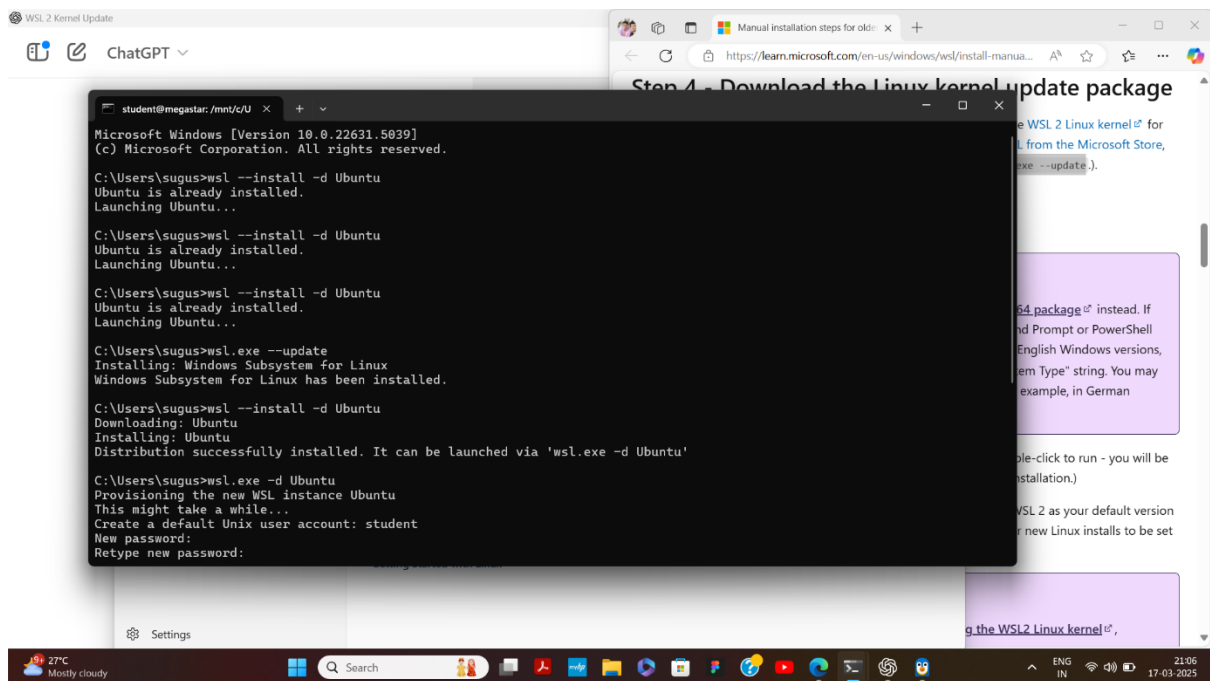 WSL 2 Kernel Update
ChatGPT
Manual installation steps for olde
https://learn.microsoft.com/en-us/windows/wsl/install-manua...
Step 4 - Download the Linux kernel update package
e WSL 2 Linux kernel for
L from the Microsoft Store,
exe --update.).
64 package instead. If
nd Prompt or PowerShell
English Windows versions,
em Type" string. You may
example, in German
ble-click to run - you will be
nstallation.)
WSL 2 as your default version
r new Linux installs to be set
g the WSL2 Linux kernel,
student@megastar: /mnt/c/U
Microsoft Windows [Version 10.0.22631.5039]
(c) Microsoft Corporation. All rights reserved.
C:\Users\sugus>wsl --install -d Ubuntu
Ubuntu is already installed.
Launching Ubuntu...
C:\Users\sugus>wsl --install -d Ubuntu
Ubuntu is already installed.
Launching Ubuntu...
C:\Users\sugus>wsl --install -d Ubuntu
Ubuntu is already installed.
Launching Ubuntu...
C:\Users\sugus>wsl.exe --update
Installing: Windows Subsystem for Linux
Windows Subsystem for Linux has been installed.
C:\Users\sugus>wsl --install -d Ubuntu
Downloading: Ubuntu
Installing: Ubuntu
Distribution successfully installed. It can be launched via 'wsl.exe -d Ubuntu'
C:\Users\sugus>wsl.exe -d Ubuntu
Provisioning the new WSL instance Ubuntu
This might take a while...
Create a default Unix user account: student
New password:
Retype new password:
Settings
9+
27°C
Mostly cloudy
Search
ENG
IN
21:06
17-03-2025